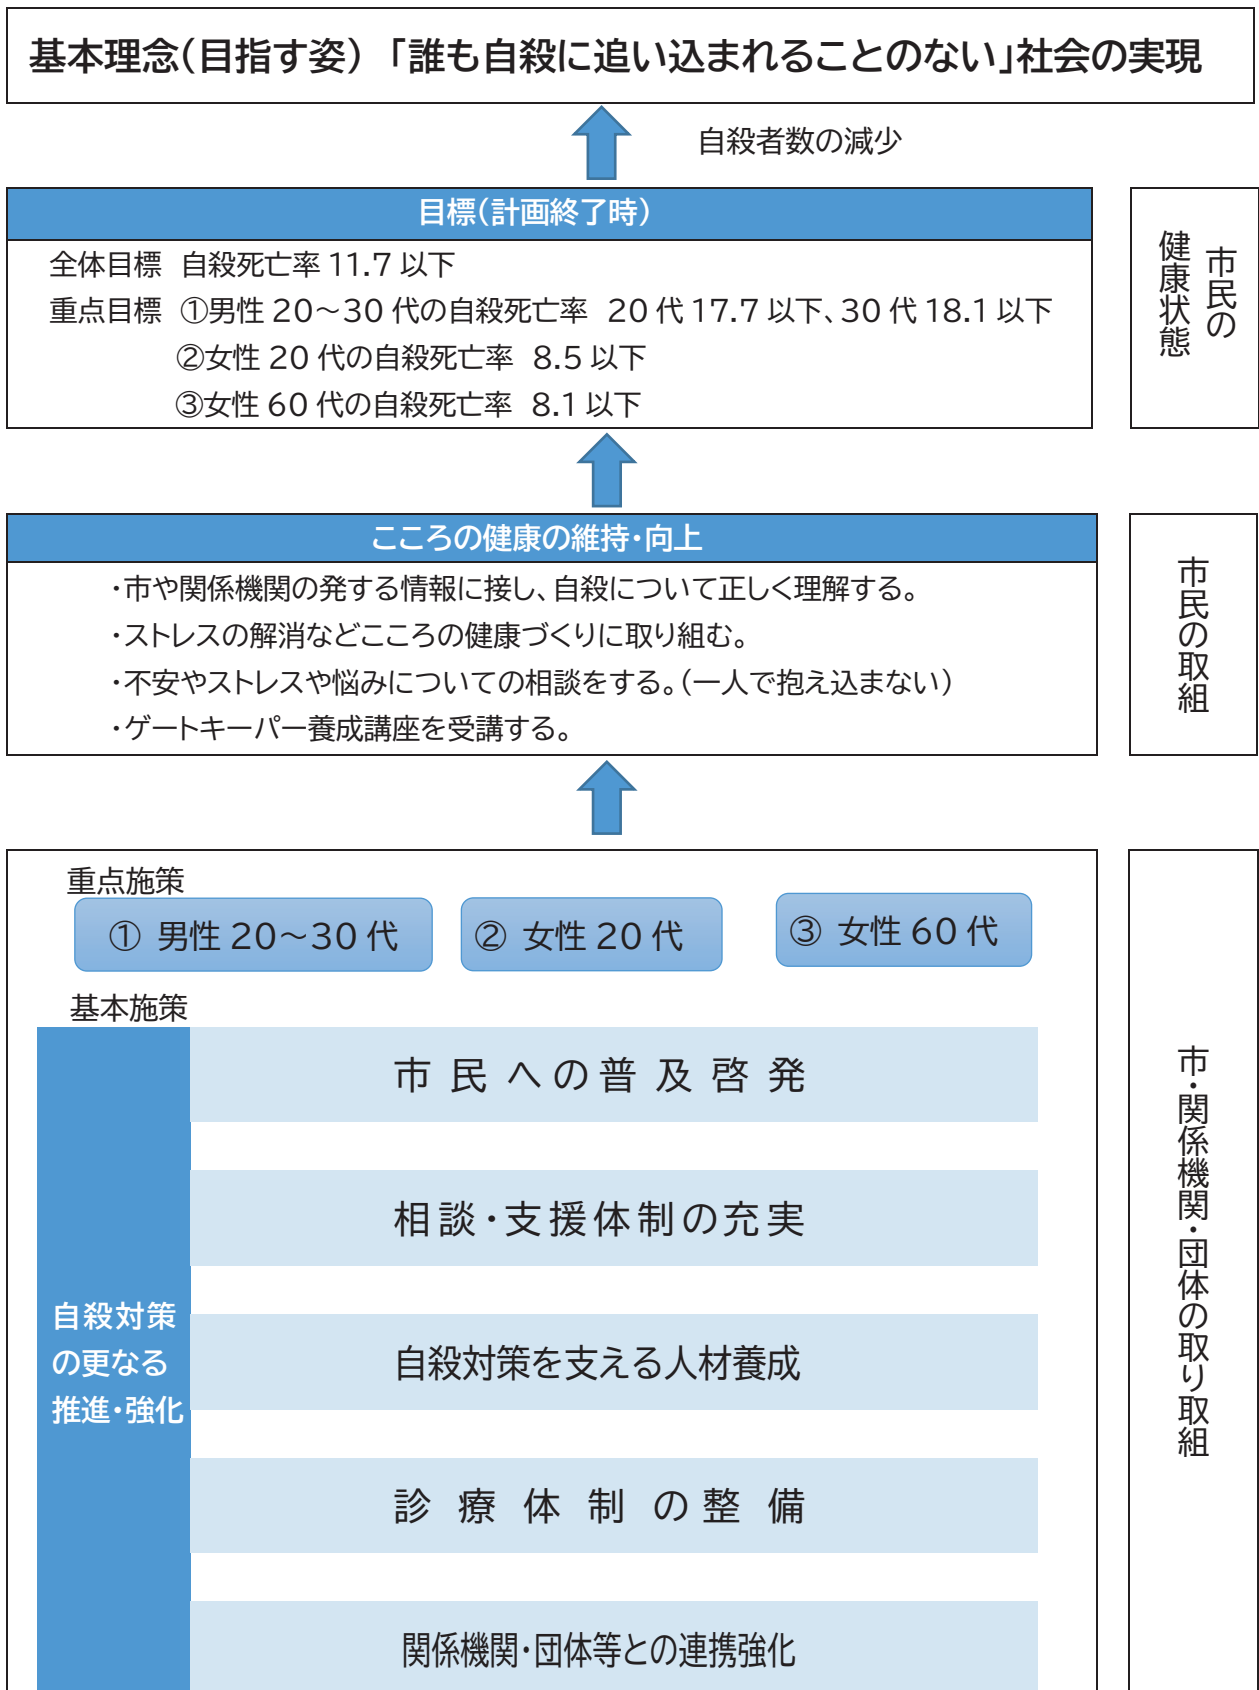 基本理念(目指す姿) 「誰も自殺に追い込まれることのない」社会の実現
自殺者数の減少
目標(計画終了時)
全体目標 自殺死亡率 11.7 以下
重点目標 ①男性 20～30 代の自殺死亡率 20 代 17.7 以下、30 代 18.1 以下
②女性 20 代の自殺死亡率 8.5 以下
③女性 60 代の自殺死亡率 8.1 以下
市民の
健康状態
こころの健康の維持・向上
・市や関係機関の発する情報に接し、自殺について正しく理解する。
・ストレスの解消などこころの健康づくりに取り組む。
・不安やストレスや悩みについての相談をする。(一人で抱え込まない)
・ゲートキーパー養成講座を受講する。
市民の取組
重点施策
① 男性 20～30 代
② 女性 20 代
③ 女性 60 代
基本施策
自殺対策
の更なる
推進・強化
市民への普及啓発
相談・支援体制の充実
自殺対策を支える人材養成
診療体制の整備
関係機関・団体等との連携強化
市・関係機関・団体の取り取組